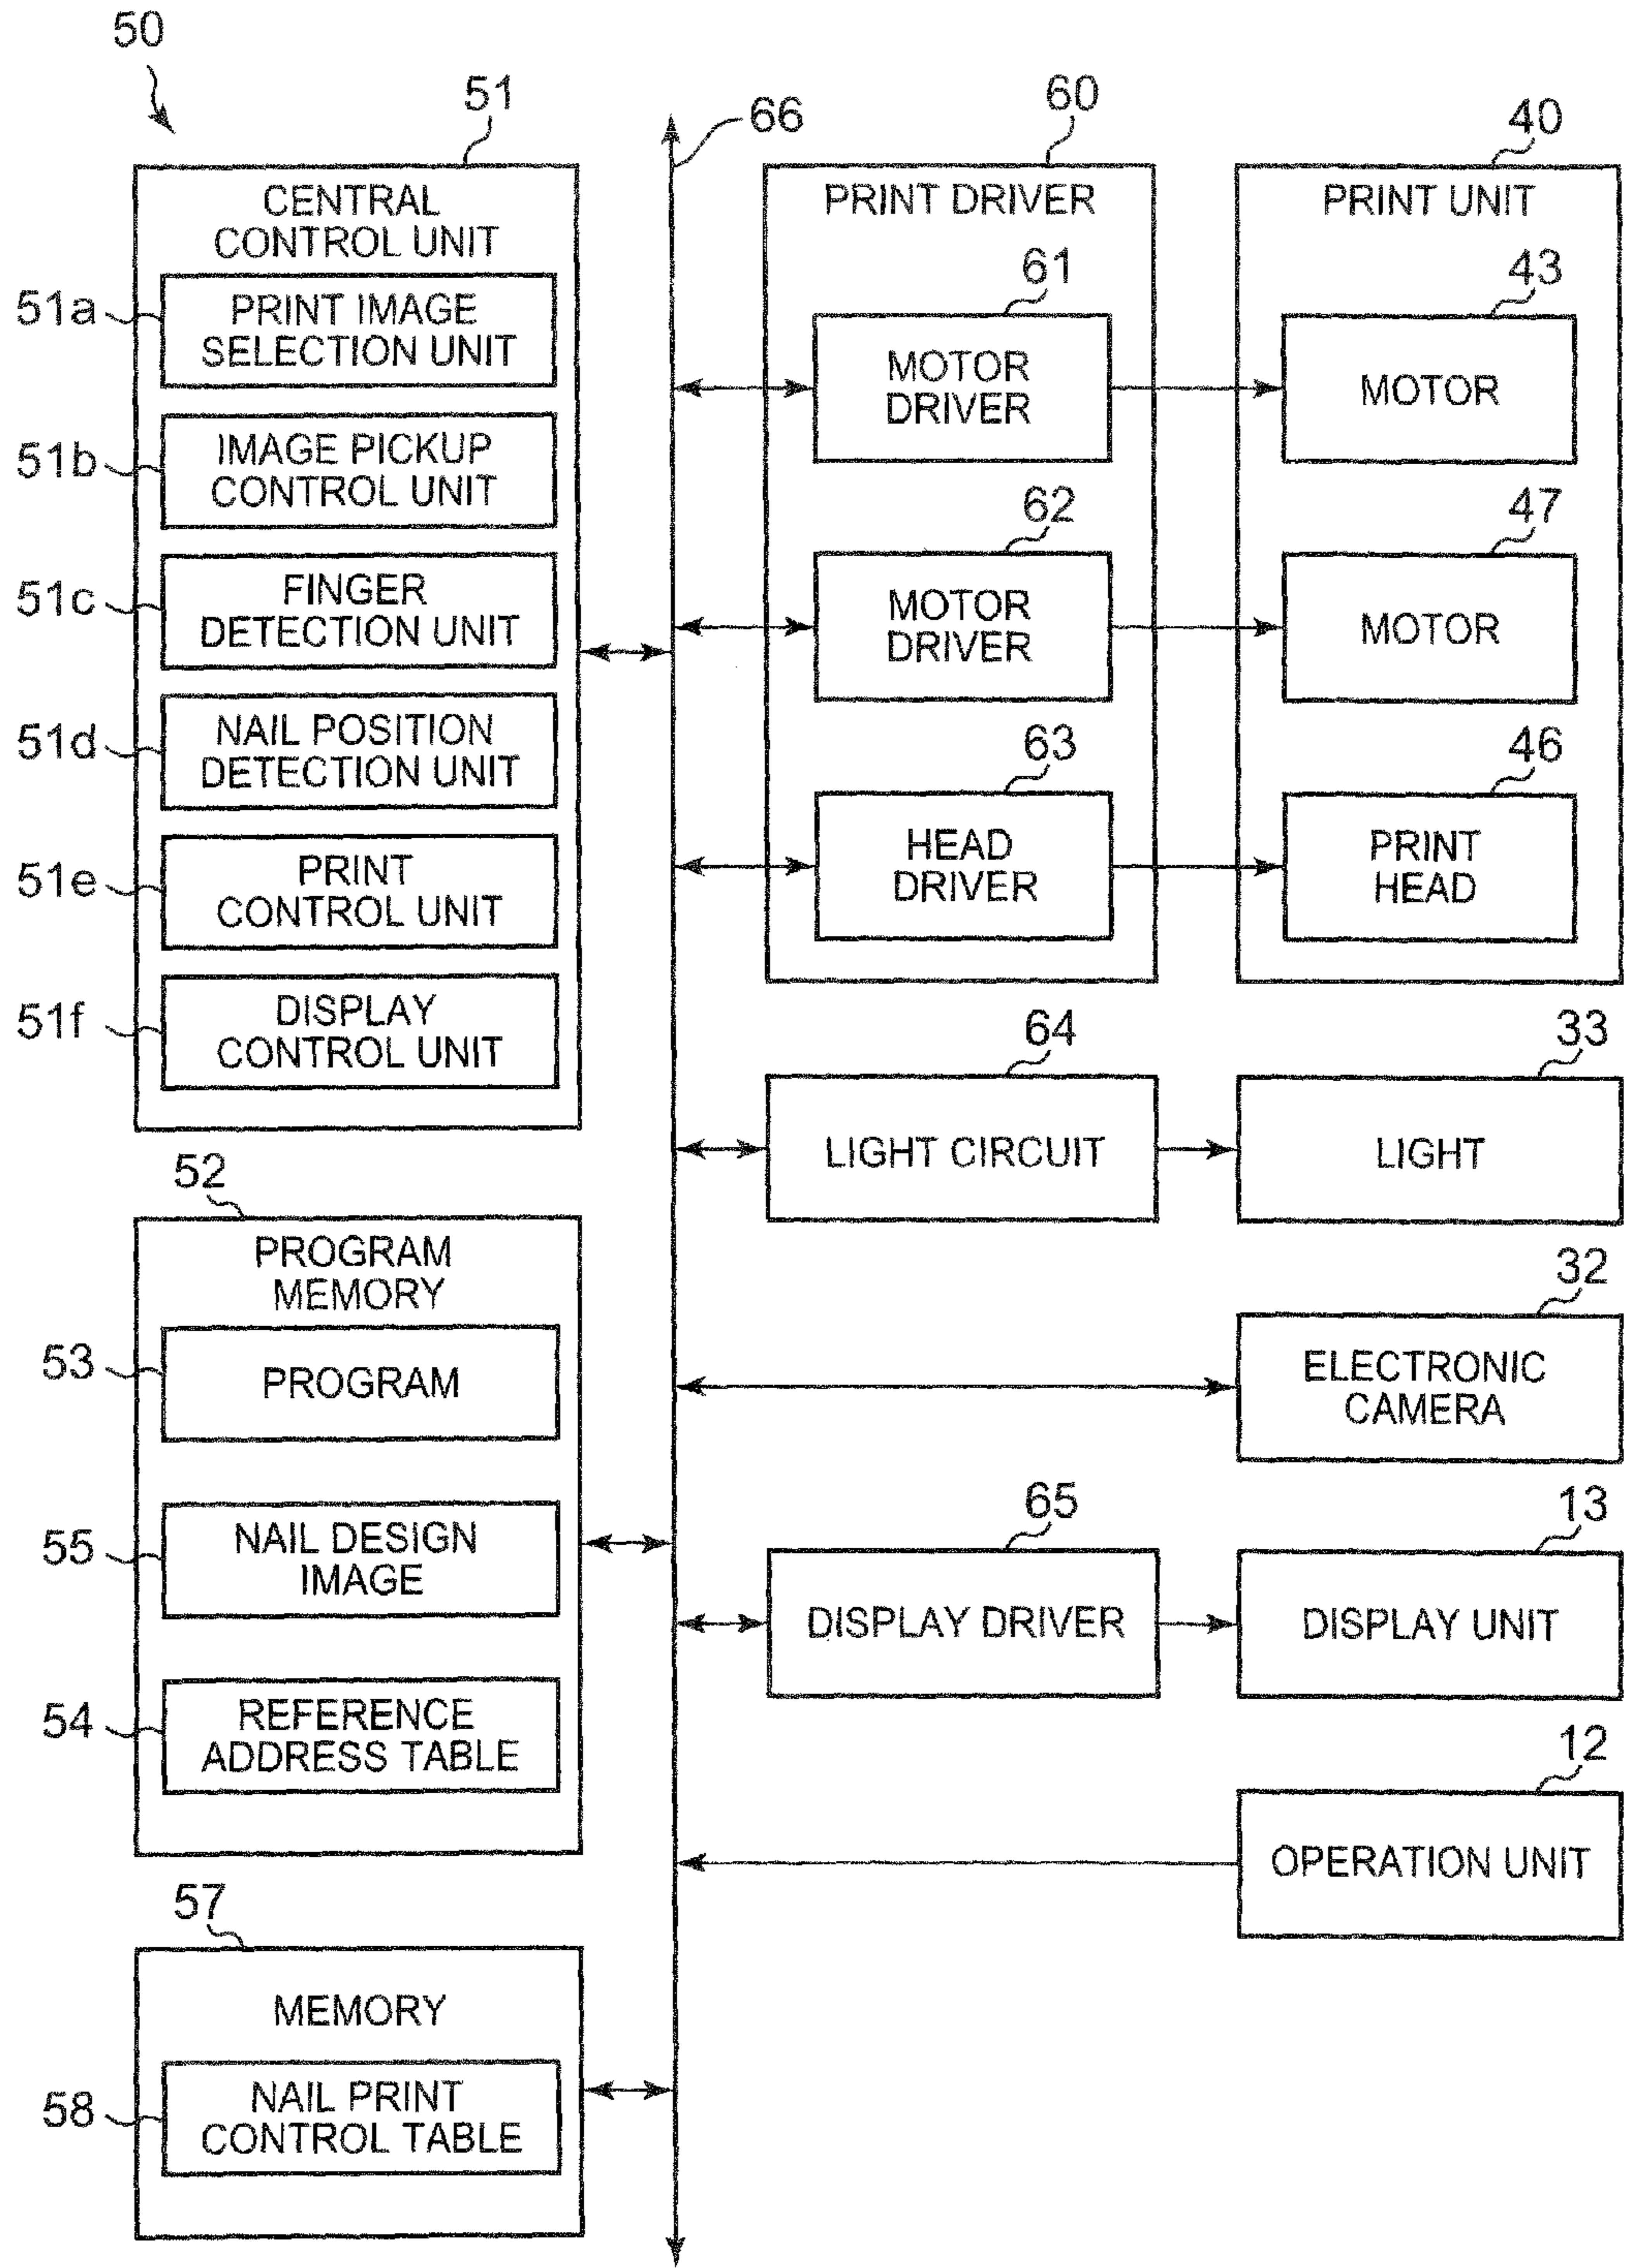 50
51
CENTRAL
CONTROL UNIT
51a
PRINT IMAGE
SELECTION UNIT
51b
IMAGE PICKUP
CONTROL UNIT
51c
FINGER
DETECTION UNIT
51d
NAIL POSITION
DETECTION UNIT
51e
PRINT
CONTROL UNIT
51f
DISPLAY
CONTROL UNIT
52
PROGRAM
MEMORY
53
PROGRAM
55
NAIL DESIGN
IMAGE
54
REFERENCE
ADDRESS TABLE
57
MEMORY
58
NAIL PRINT
CONTROL TABLE
66
60
PRINT DRIVER
61
MOTOR
DRIVER
62
MOTOR
DRIVER
63
HEAD
DRIVER
40
PRINT UNIT
43
MOTOR
47
MOTOR
46
PRINT
HEAD
64
LIGHT CIRCUIT
33
LIGHT
32
ELECTRONIC
CAMERA
65
DISPLAY DRIVER
13
DISPLAY UNIT
12
OPERATION UNIT